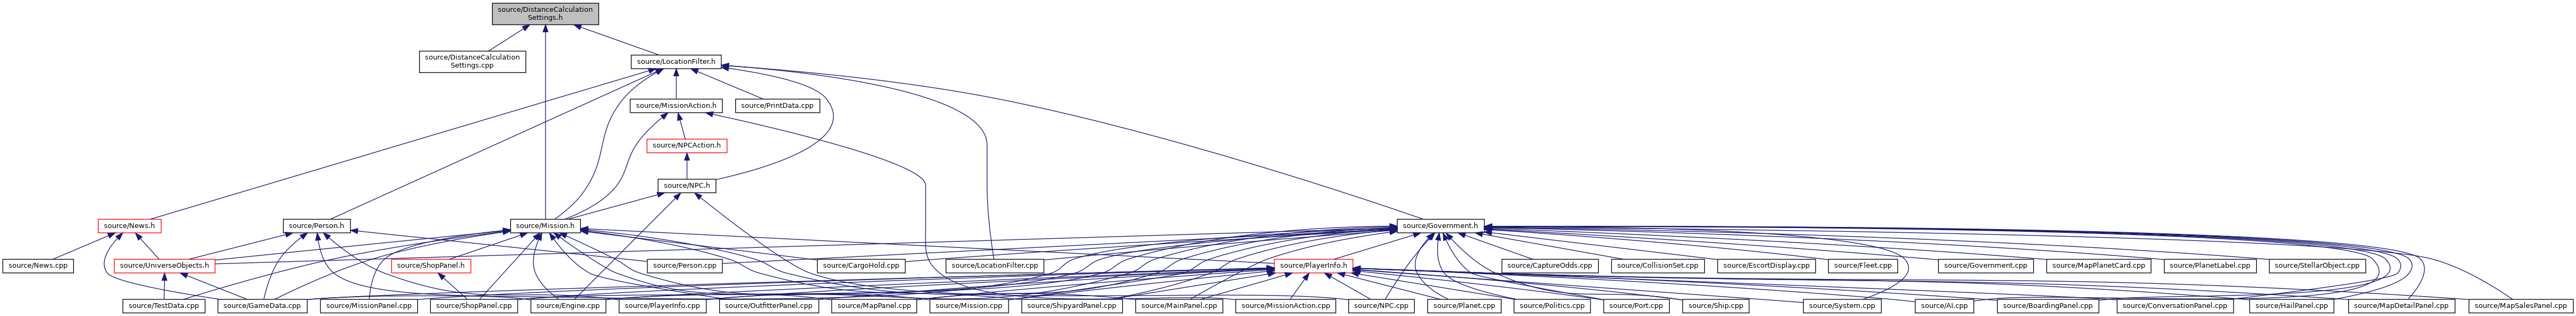 source/DistanceCalculation
Settings.h
source/DistanceCalculation
Settings.cpp
source/LocationFilter.h
source/MissionAction.h
source/PrintData.cpp
source/NPCAction.h
source/NPC.h
source/News.h
source/Person.h
source/Mission.h
source/Government.h
source/News.cpp
source/UniverseObjects.h
source/ShopPanel.h
source/Person.cpp
source/CargoHold.cpp
source/LocationFilter.cpp
source/PlayerInfo.h
source/CaptureOdds.cpp
source/CollisionSet.cpp
source/EscortDisplay.cpp
source/Fleet.cpp
source/Government.cpp
source/MapPlanetCard.cpp
source/PlanetLabel.cpp
source/StellarObject.cpp
source/TestData.cpp
source/GameData.cpp
source/MissionPanel.cpp
source/ShopPanel.cpp
source/Engine.cpp
source/PlayerInfo.cpp
source/OutfitterPanel.cpp
source/MapPanel.cpp
source/Mission.cpp
source/ShipyardPanel.cpp
source/MainPanel.cpp
source/MissionAction.cpp
source/NPC.cpp
source/Planet.cpp
source/Politics.cpp
source/Port.cpp
source/Ship.cpp
source/System.cpp
source/AI.cpp
source/BoardingPanel.cpp
source/ConversationPanel.cpp
source/HailPanel.cpp
source/MapDetailPanel.cpp
source/MapSalesPanel.cpp